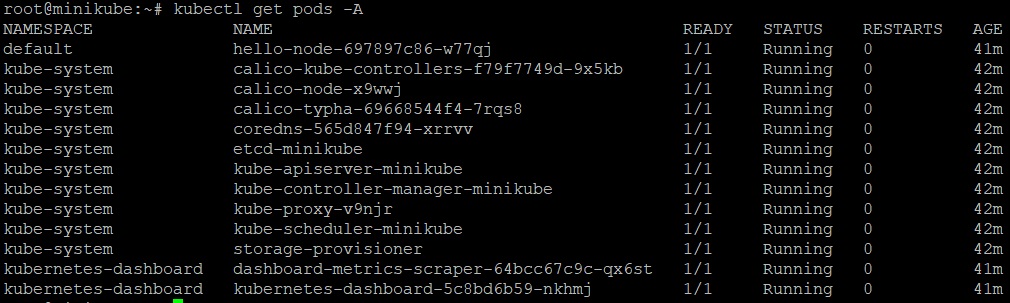 root@minikube:~# kubectl get pods -A
NAMESPACE NAME READY STATUS RESTARTS AGE
default hello-node-697897c86-w77qj 1/1 Running 0 41m
kube-system calico-kube-controllers-f79f7749d-9x5kb 1/1 Running 0 42m
kube-system calico-node-x9wwj 1/1 Running 0 42m
kube-system calico-typha-69668544f4-7rqs8 1/1 Running 0 42m
kube-system coredns-565d847f94-xrrvv 1/1 Running 0 42m
kube-system etcd-minikube 1/1 Running 0 42m
kube-system kube-apiserver-minikube 1/1 Running 0 42m
kube-system kube-controller-manager-minikube 1/1 Running 0 42m
kube-system kube-proxy-v9njr 1/1 Running 0 42m
kube-system kube-scheduler-minikube 1/1 Running 0 42m
kube-system storage-provisioner 1/1 Running 0 42m
kubernetes-dashboard dashboard-metrics-scraper-64bcc67c9c-qx6st 1/1 Running 0 41m
kubernetes-dashboard kubernetes-dashboard-5c8bd6b59-nkhmj 1/1 Running 0 41m